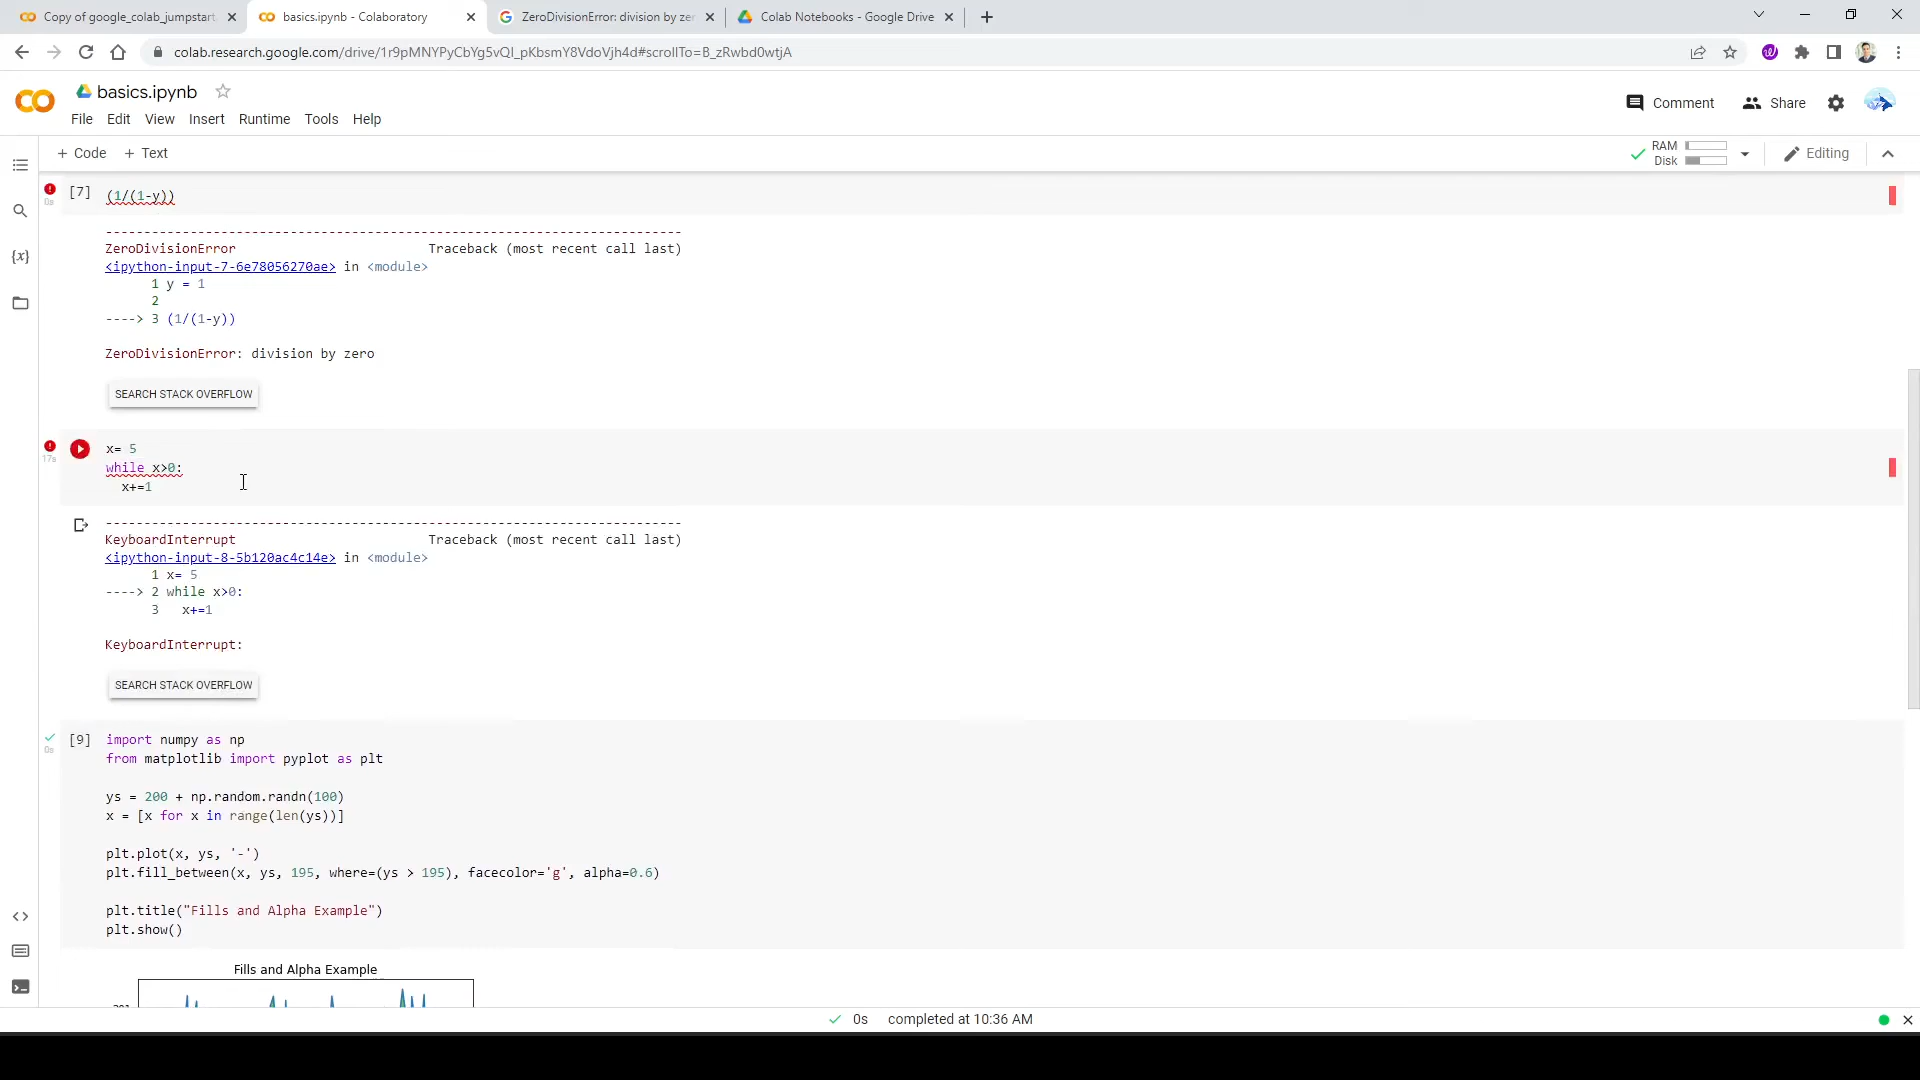 Copy of google_colab_jumpstart
basics.ipynb - Colaboratory
ZeroDivisionError: division by zer
Colab Notebooks - Google Drive
colab.research.google.com/drive/1r9pMNYPyCbYg5vQI_pKbsmY8VdoVjh4d#scrollTo=B_zRwbd0wtjA
basics.ipynb
Comment
Share
File Edit View Insert Runtime Tools Help
+ Code + Text
RAM
Disk
Editing
[7] (1/(1-y))
0s
---------------------------------------------------------------------------
ZeroDivisionError Traceback (most recent call last)
<ipython-input-7-6e78056270ae> in <module>
1 y = 1
2
----> 3 (1/(1-y))
ZeroDivisionError: division by zero
SEARCH STACK OVERFLOW
x= 5
17s
while x>0:
x+=1
---------------------------------------------------------------------------
KeyboardInterrupt Traceback (most recent call last)
<ipython-input-8-5b120ac4c14e> in <module>
1 x= 5
----> 2 while x>0:
3 x+=1
KeyboardInterrupt:
SEARCH STACK OVERFLOW
[9] import numpy as np
0s
from matplotlib import pyplot as plt
ys = 200 + np.random.randn(100)
x = [x for x in range(len(ys))]
plt.plot(x, ys, '-')
plt.fill_between(x, ys, 195, where=(ys > 195), facecolor='g', alpha=0.6)
plt.title("Fills and Alpha Example")
plt.show()
Fills and Alpha Example
0s completed at 10:36 AM